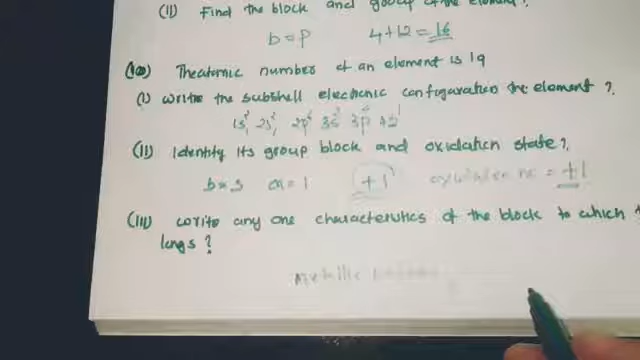 (II) Find the block and group of the element?
b = p 4+12 = 16
(10) The atomic number of an element is 19
(I) Write the subshell electronic configuration the element?
1s² 2s² 2p⁶ 3s² 3p⁶ 4s¹
(II) Identify its group block and oxidation state?
b = s G = 1 +1 oxidation no = +1
(III) Write any one characteristics of the block to which
longs?
Metallic